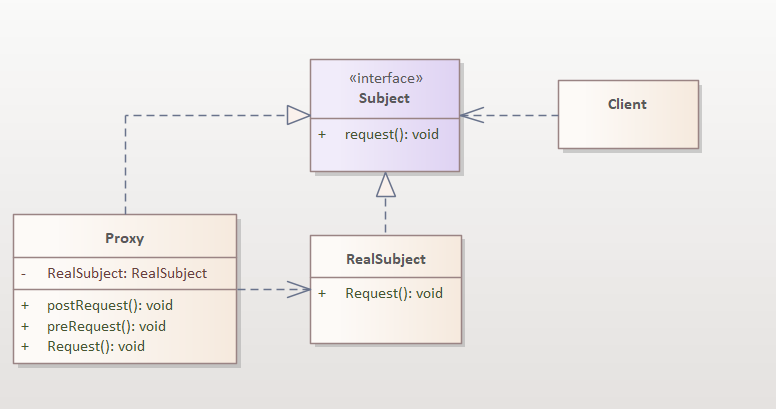 «interface»
Subject
+ request(): void
Client
Proxy
- RealSubject: RealSubject
+ postRequest(): void
+ preRequest(): void
+ Request(): void
RealSubject
+ Request(): void